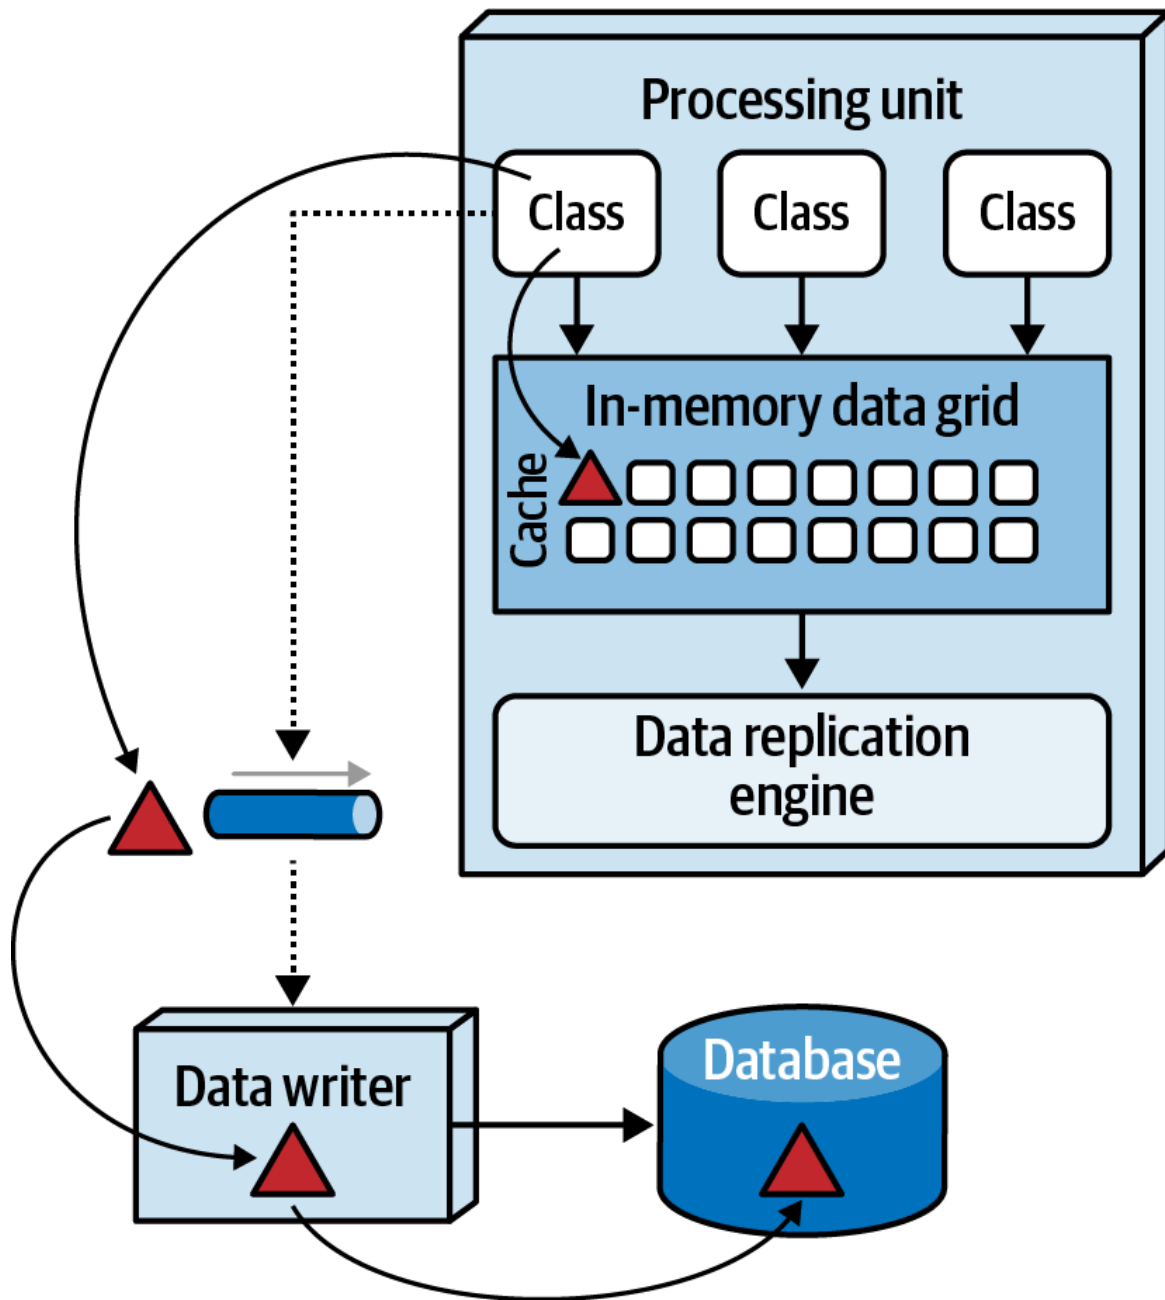 Processing unit
Class
Class
Class
In-memory data grid
Cache
Data replication
engine
Data writer
Database